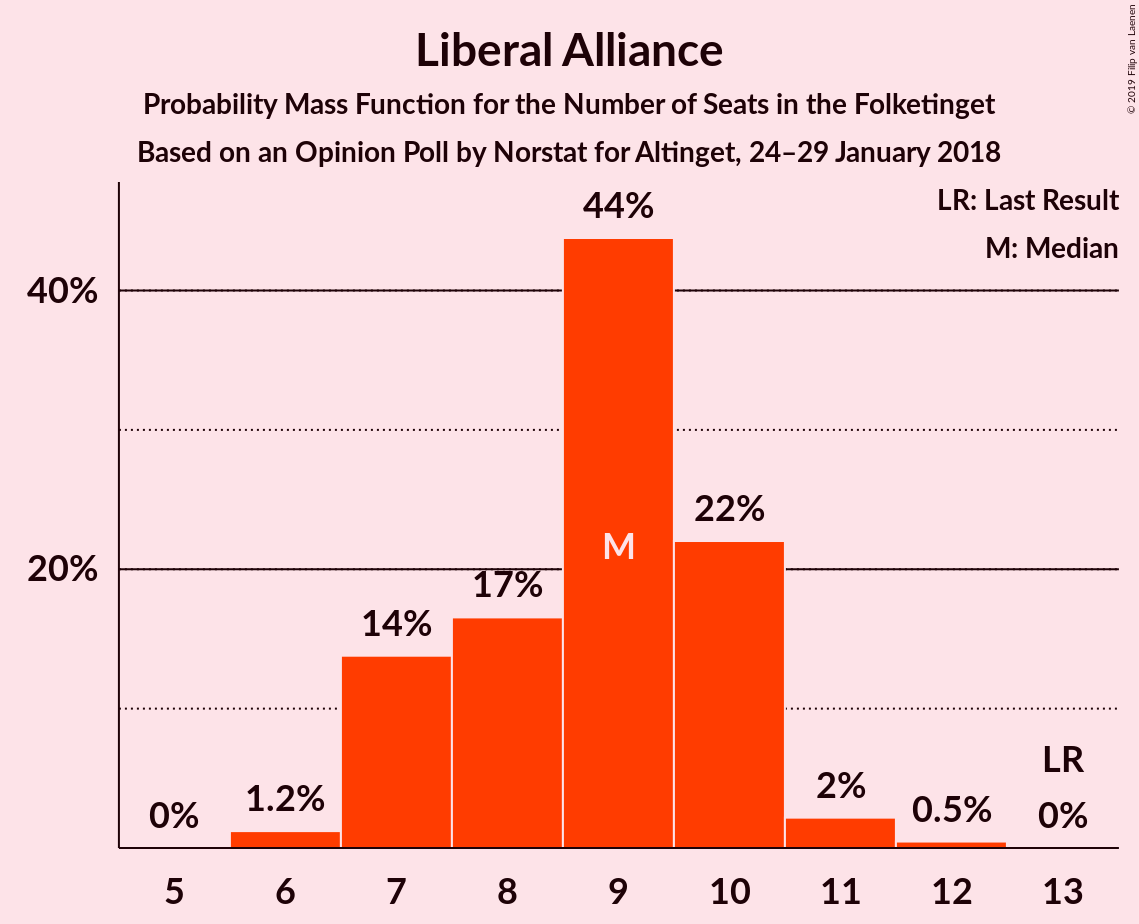 Liberal Alliance
Probability Mass Function for the Number of Seats in the Folketinget
Based on an Opinion Poll by Norstat for Altinget, 24–29 January 2018
© 2019 Filip van Laenen
LR: Last Result
M: Median
40%
20%
0%
1.2%
14%
17%
44%
M
22%
2%
0.5%
LR
0%
5 6 7 8 9 10 11 12 13